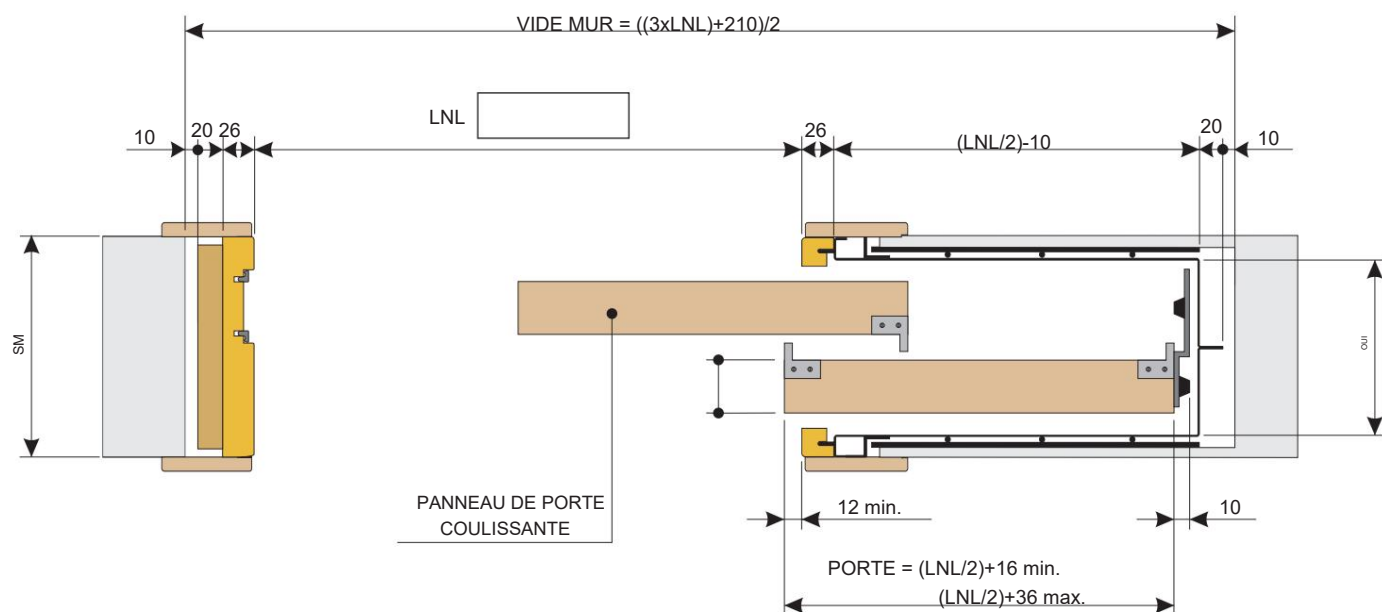 VIDE MUR = ((3xLNL)+210)/2
LNL
10
20
26
26
(LNL/2)-10
20
10
SM
OUI
PANNEAU DE PORTE
COULISSANTE
12 min.
10
PORTE = (LNL/2)+16 min.
(LNL/2)+36 max.